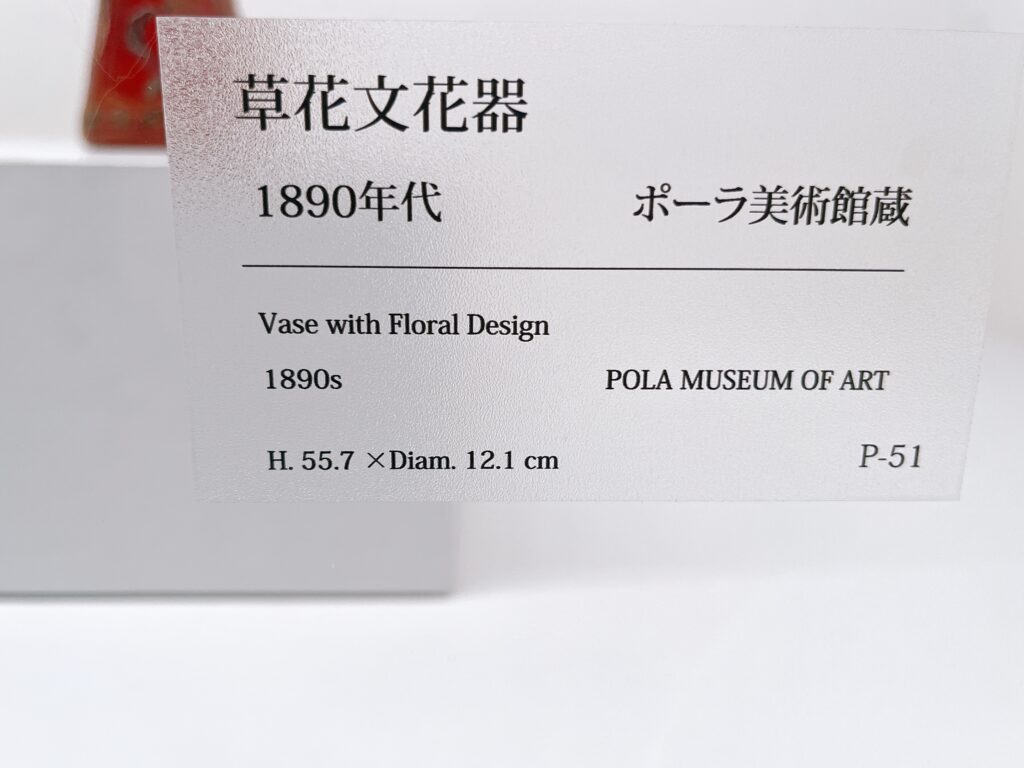 草花文花器
1890年代 ポーラ美術館蔵
Vase with Floral Design
1890s POLA MUSEUM OF ART
H. 55.7 ×Diam. 12.1 cm P-51